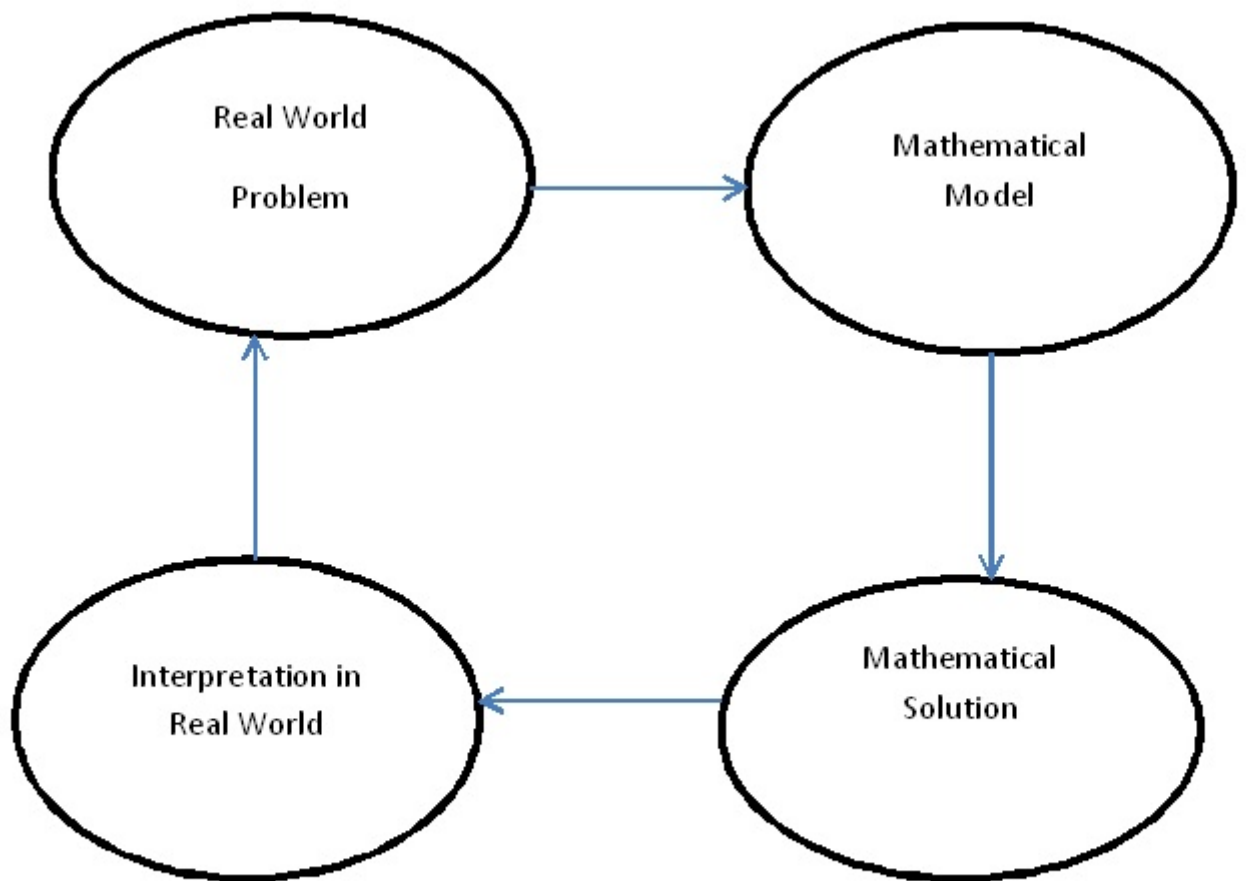 Real World
Problem
Mathematical
Model
Mathematical
Solution
Interpretation in
Real World